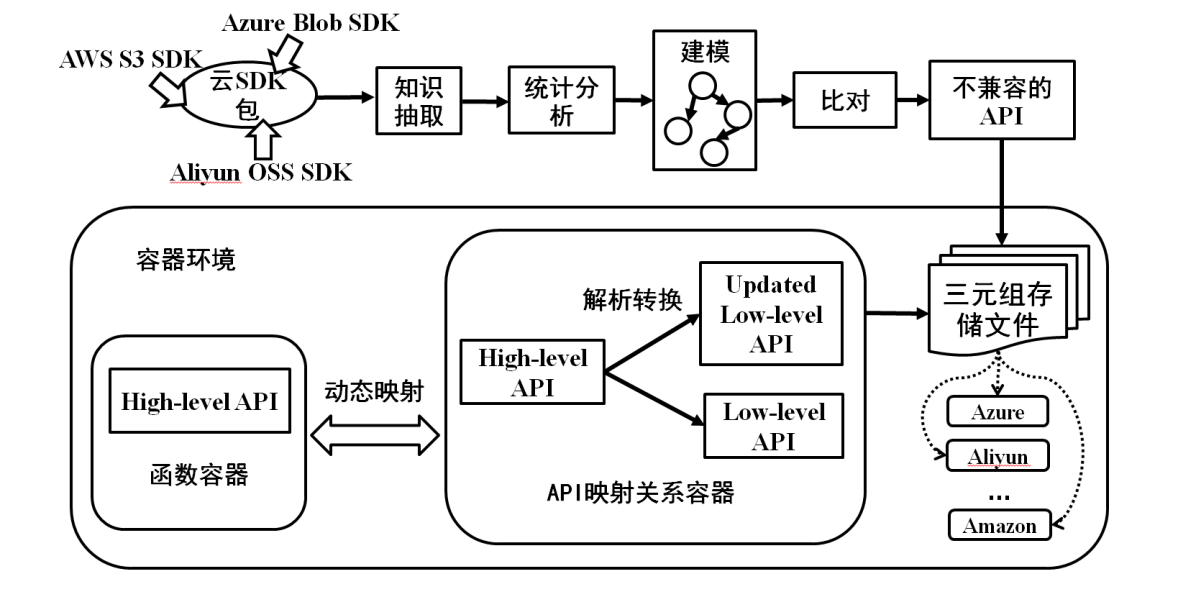 Azure Blob SDK
AWS S3 SDK
云SDK
包
Aliyun OSS SDK
知识
抽取
统计分
析
建模
比对
不兼容的
API
容器环境
High-level API
函数容器
动态映射
High-level
API
解析转换
Updated
Low-level
API
Low-level
API
API映射关系容器
三元组存
储文件
Azure
Aliyun
...
Amazon